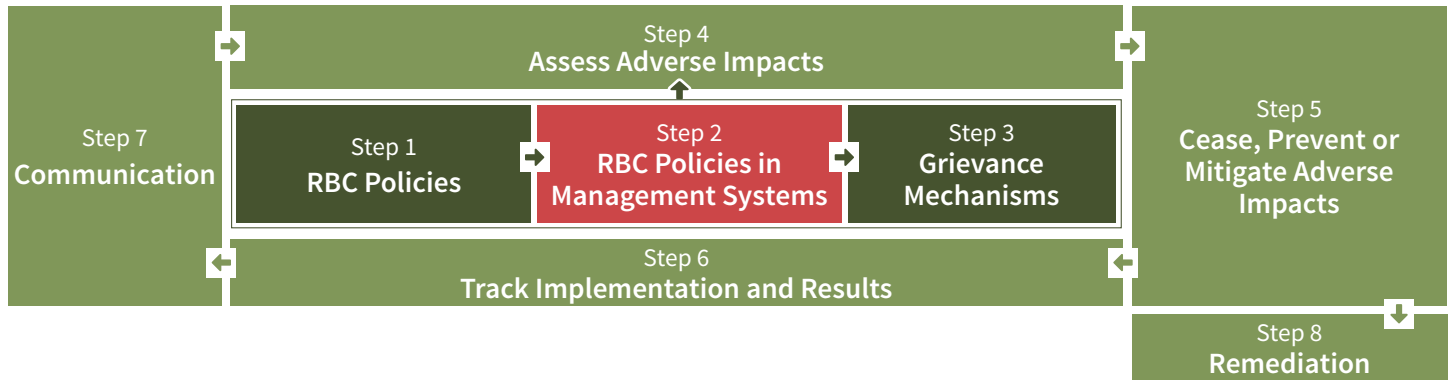 Step 4
Assess Adverse Impacts
Step 7
Communication
Step 1
RBC Policies
Step 2
RBC Policies in
Management Systems
Step 3
Grievance
Mechanisms
Step 5
Cease, Prevent or
Mitigate Adverse
Impacts
Step 6
Track Implementation and Results
Step 8
Remediation